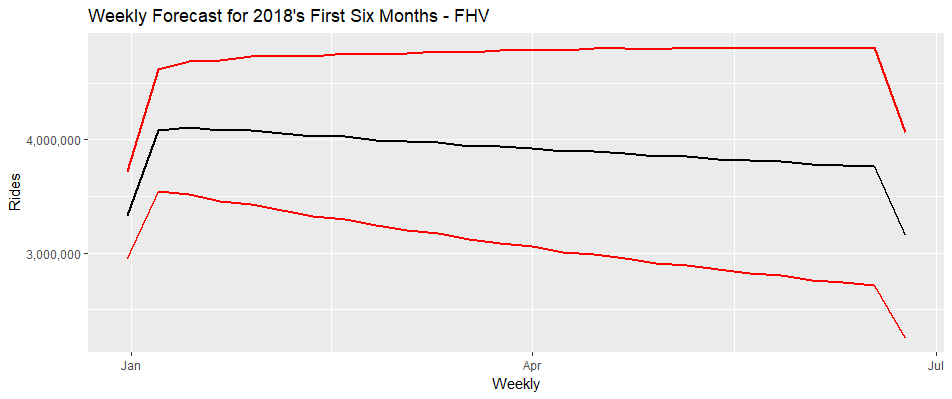 Weekly Forecast for 2018's First Six Months - FHV
Rides
4,000,000
3,000,000
Jan
Apr
Jul
Weekly